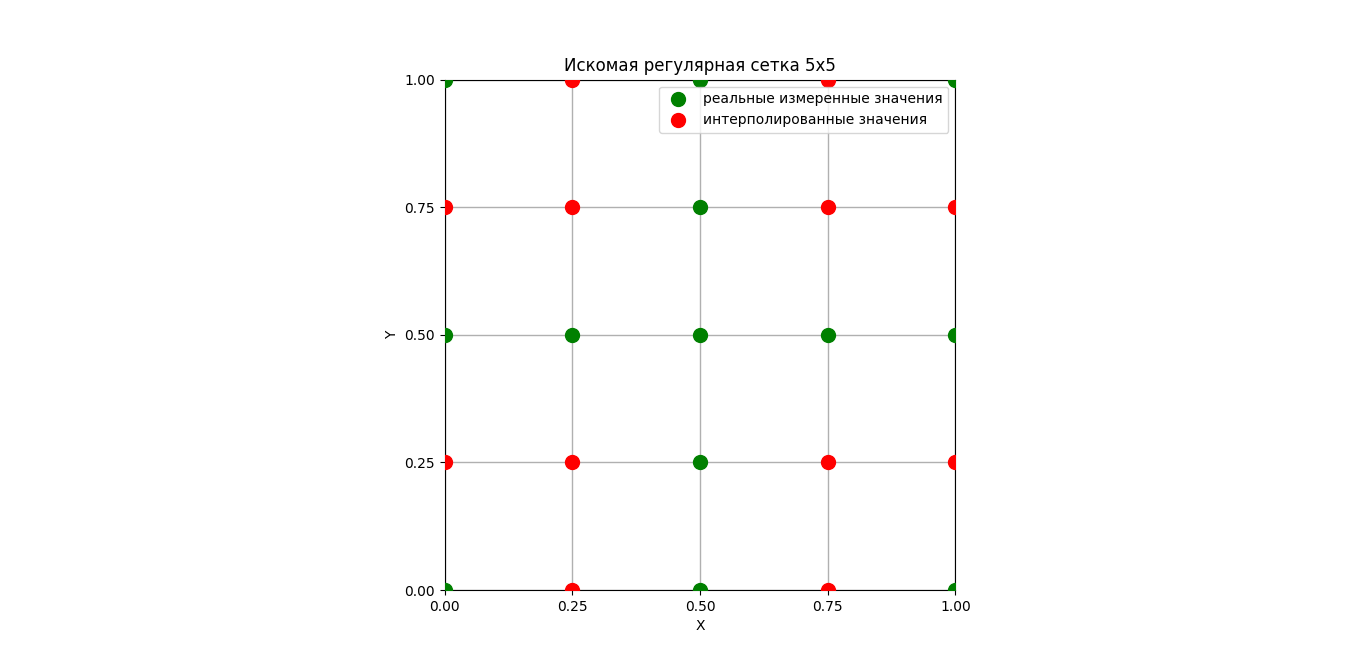 Искомая регулярная сетка 5x5
реальные измеренные значения
интерполированные значения
1.00
0.75
0.50
0.25
0.00
Y
0.00 0.25 0.50 0.75 1.00
X